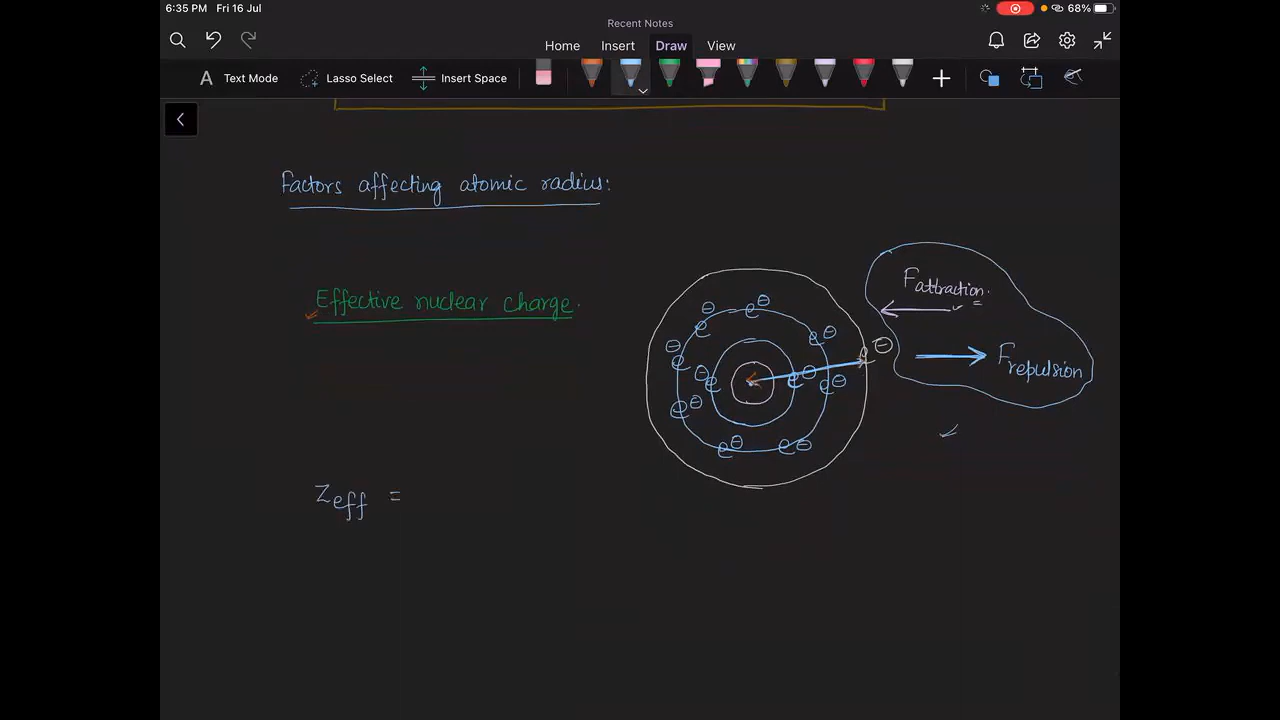 6:35 PM Fri 16 Jul
68%
Recent Notes
Home Insert Draw View
A Text Mode Lasso Select Insert Space
Factors affecting atomic radius:
Effective nuclear charge.
Fattraction.
Frepulsion
e⊖ e⊖ e⊖ e⊖ e⊖ e⊖ e⊖ e⊖ e⊖ e⊖ e⊖
Zeff =